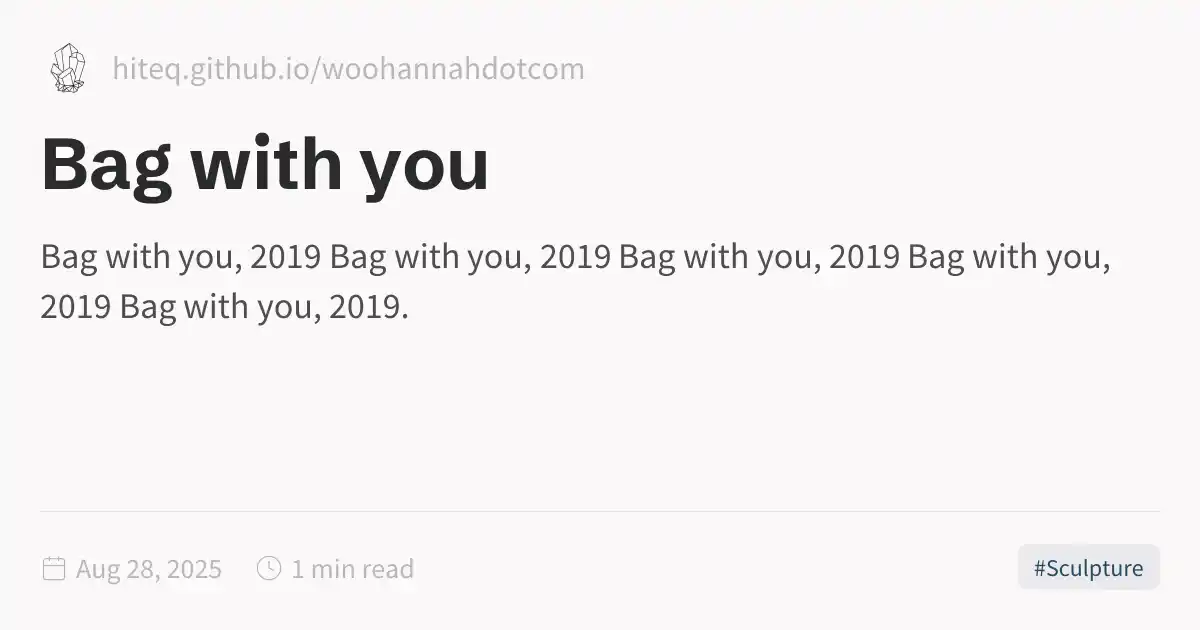 hiteq.github.io/woohannahdotcom
Bag with you
Bag with you, 2019 Bag with you, 2019 Bag with you, 2019 Bag with you,
2019 Bag with you, 2019.
Aug 28, 2025 1 min read #Sculpture